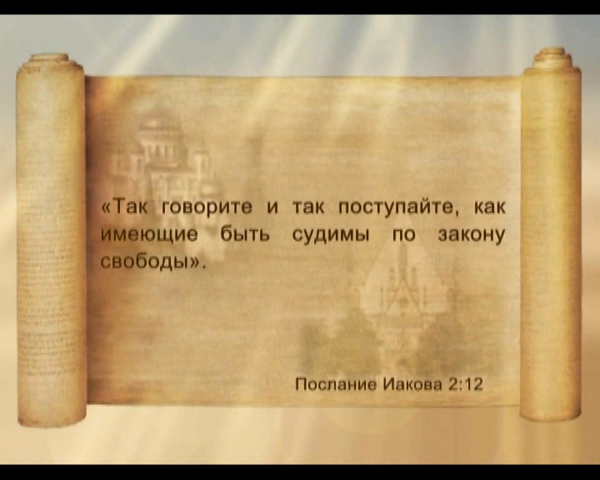 «Так говорите и так поступайте, как
имеющие быть судимы по закону
свободы».
Послание Иакова 2:12